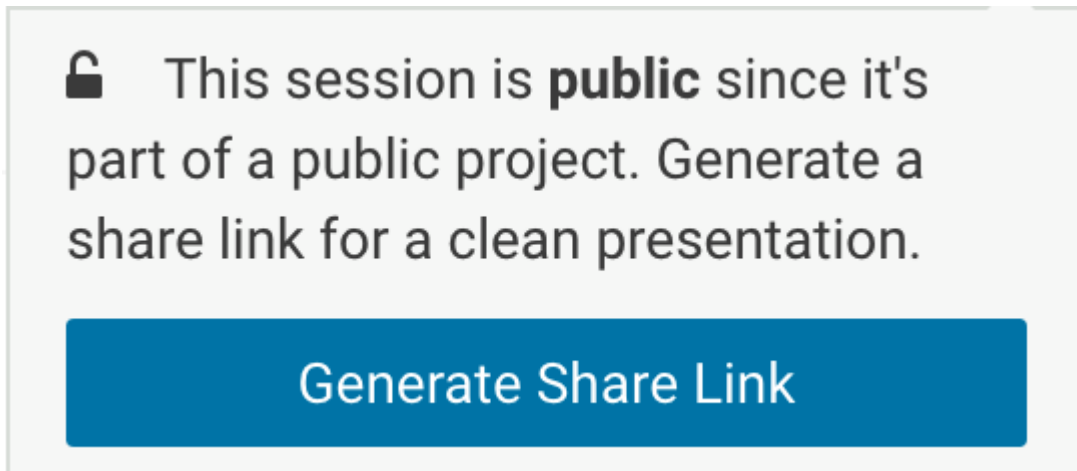 This session is public since it's
part of a public project. Generate a
share link for a clean presentation.
Generate Share Link